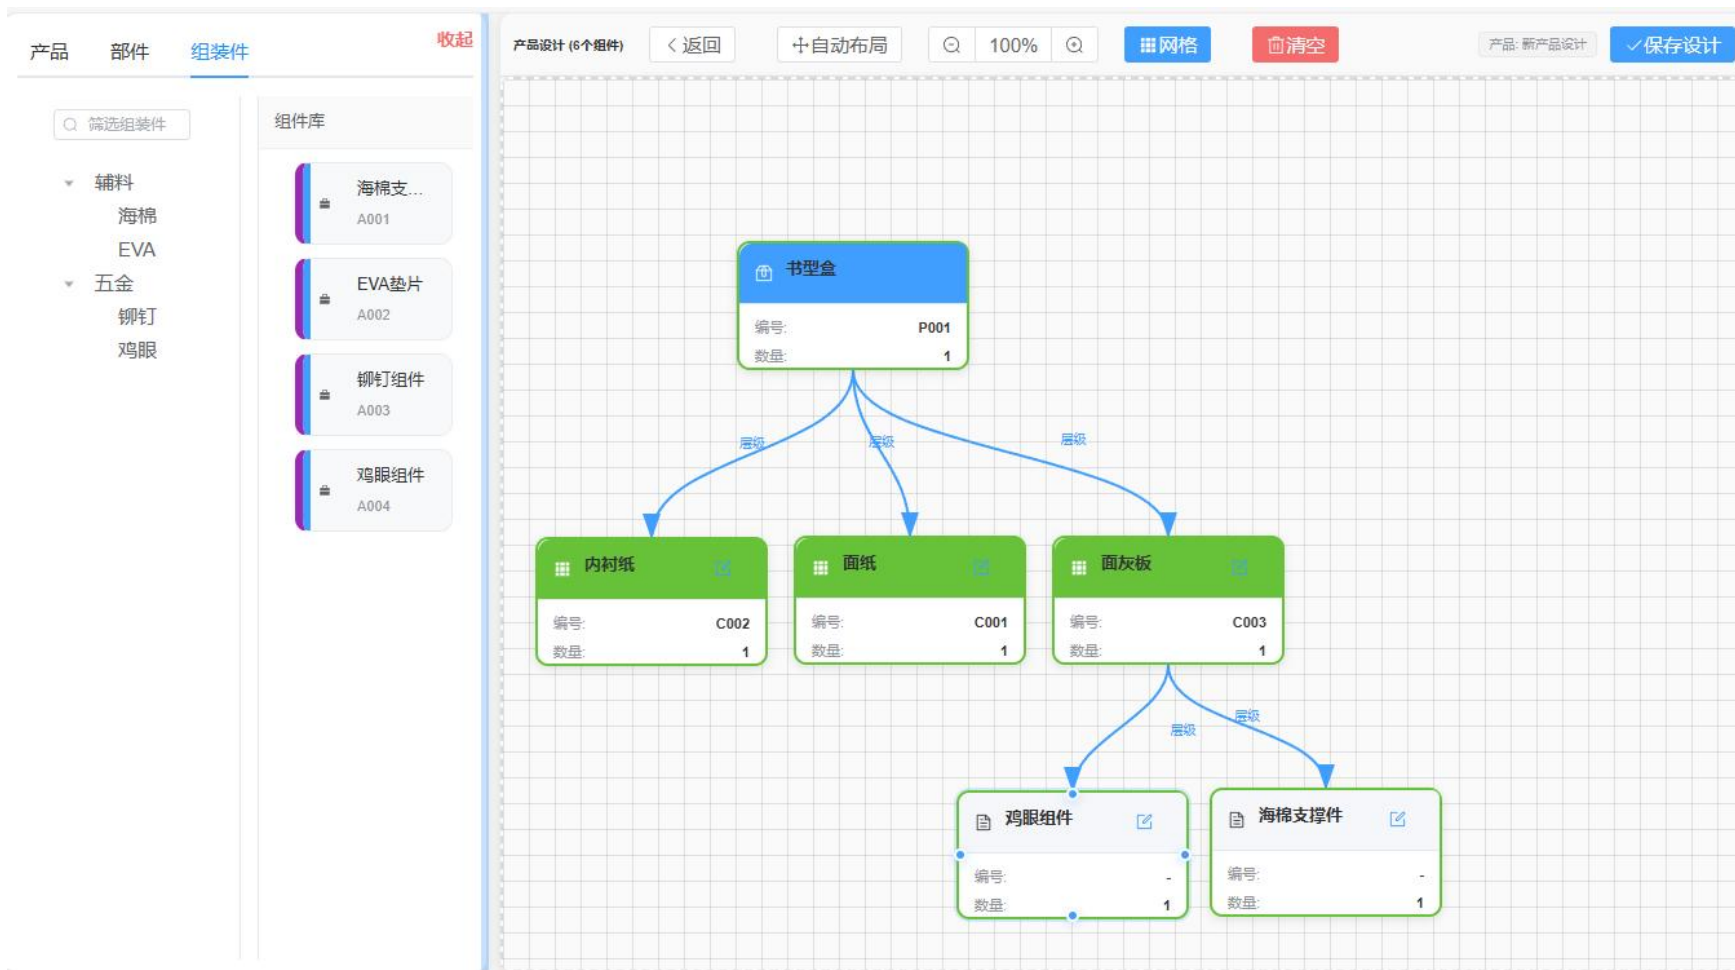 产品 部件 组装件 收起
筛选组装件
辅料
海棉
EVA
五金
铆钉
鸡眼
组件库
海棉支...
A001
EVA垫片
A002
铆钉组件
A003
鸡眼组件
A004
产品设计 (6个组件) 返回 自动布局 100% 网格 清空 产品: 新产品设计 保存设计
书型盒
编号: P001
数量: 1
层级 层级 层级
内衬纸
编号: C002
数量: 1
面纸
编号: C001
数量: 1
面灰板
编号: C003
数量: 1
层级 层级
鸡眼组件
编号: -
数量: 1
海棉支撑件
编号: -
数量: 1